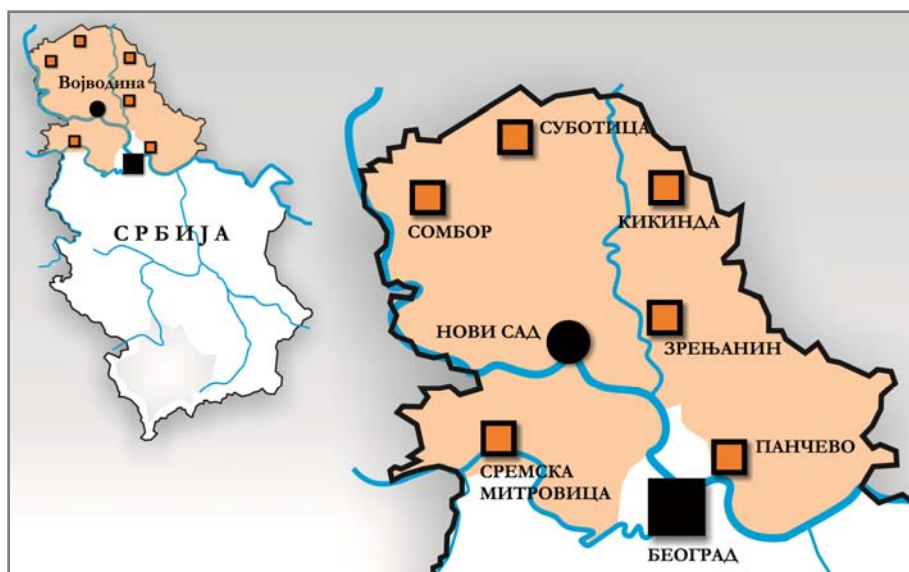 Војводина
СРБИЈА
СУБОТИЦА
СОМБОР
КИКИНДА
НОВИ САД
ЗРЕЊАНИН
СРЕМСКА
МИТРОВИЦА
ПАНЧЕВО
БЕОГРАД